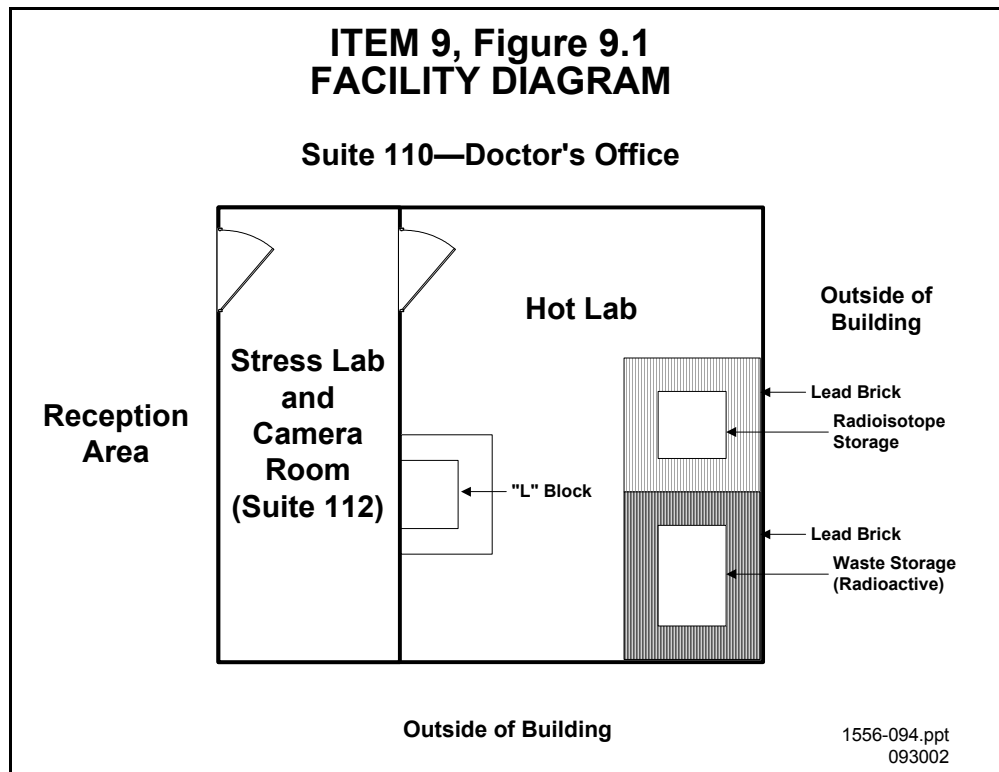 ITEM 9, Figure 9.1
FACILITY DIAGRAM
Suite 110—Doctor's Office
Hot Lab
Outside of
Building
Stress Lab
and
Camera
Room
(Suite 112)
Reception
Area
Lead Brick
Radioisotope
Storage
"L" Block
Lead Brick
Waste Storage
(Radioactive)
Outside of Building
1556-094.ppt
093002